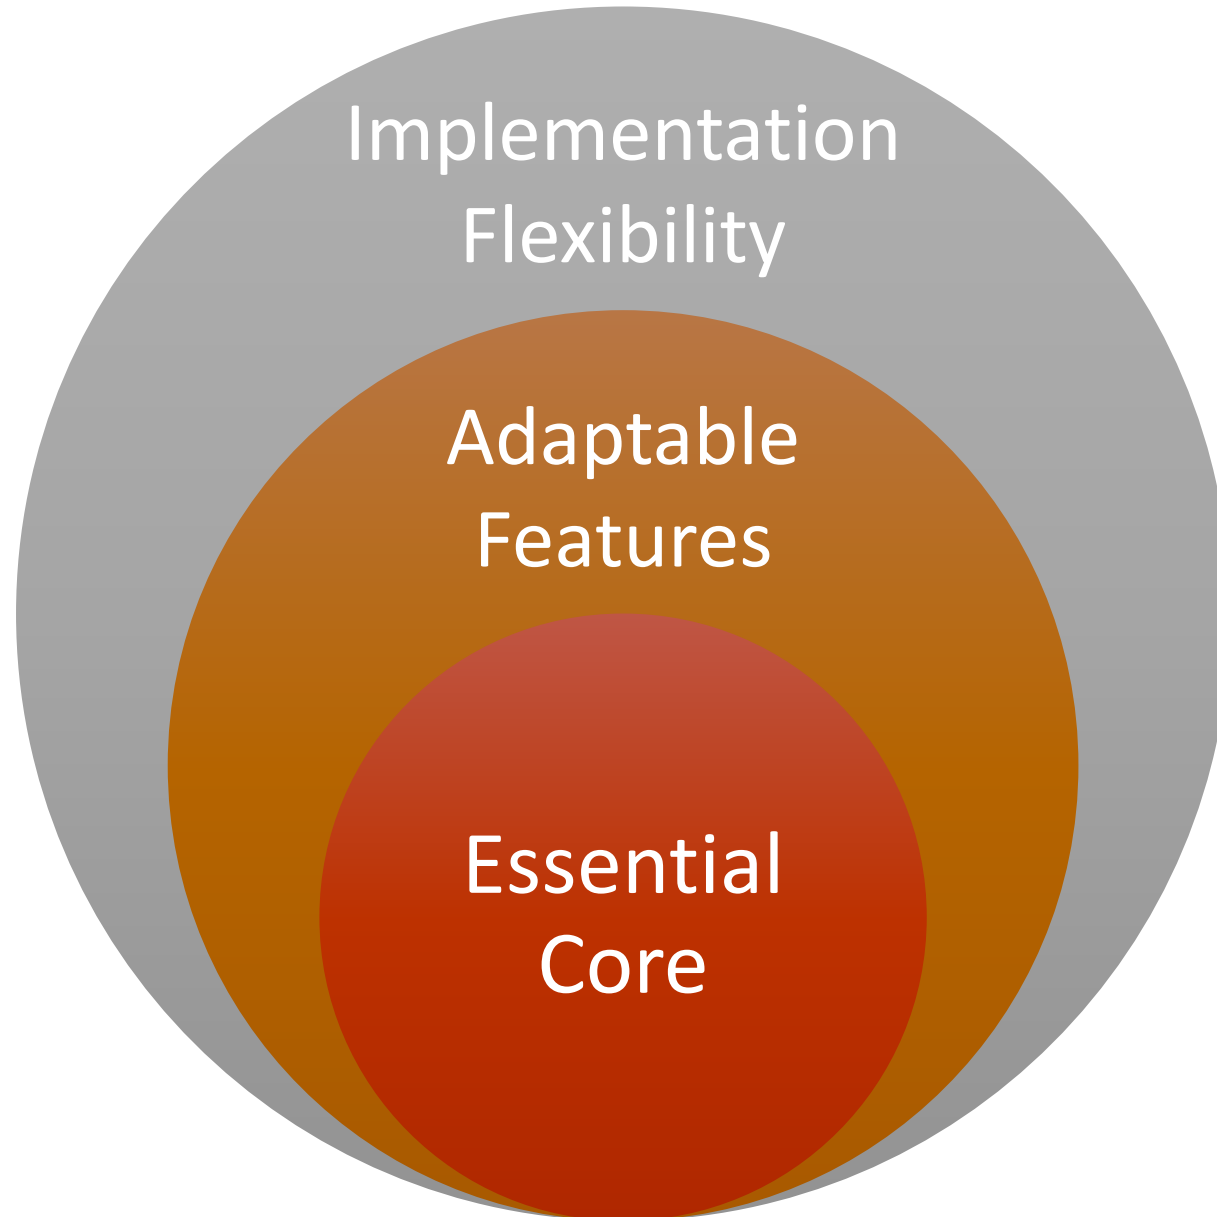 Implementation
Flexibility
Adaptable
Features
Essential
Core